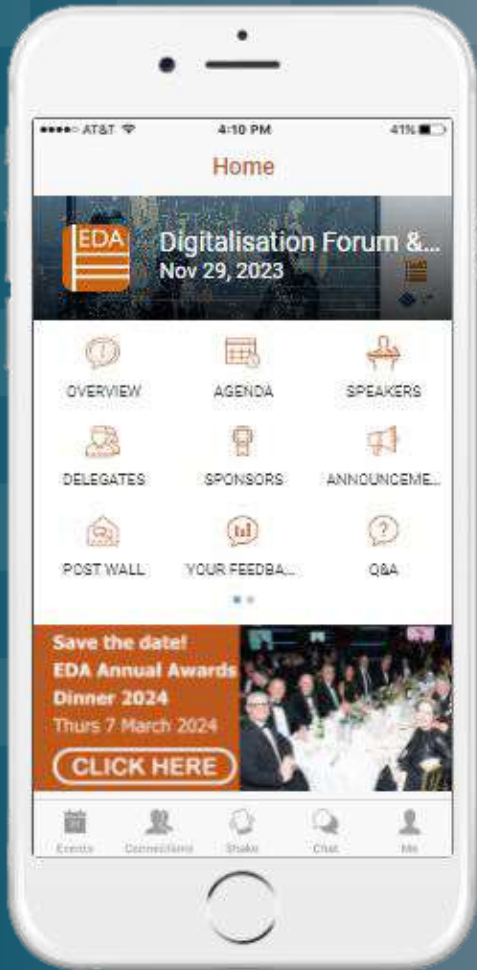 AT&T 4:10 PM 41%
Home
EDA
Digitalisation Forum &...
Nov 29, 2023
OVERVIEW AGENDA SPEAKERS
DELEGATES SPONSORS ANNOUNCEME...
POST WALL YOUR FEEDBA... Q&A
Save the date!
EDA Annual Awards
Dinner 2024
Thurs 7 March 2024
CLICK HERE
Events Connections Shake Chat Me